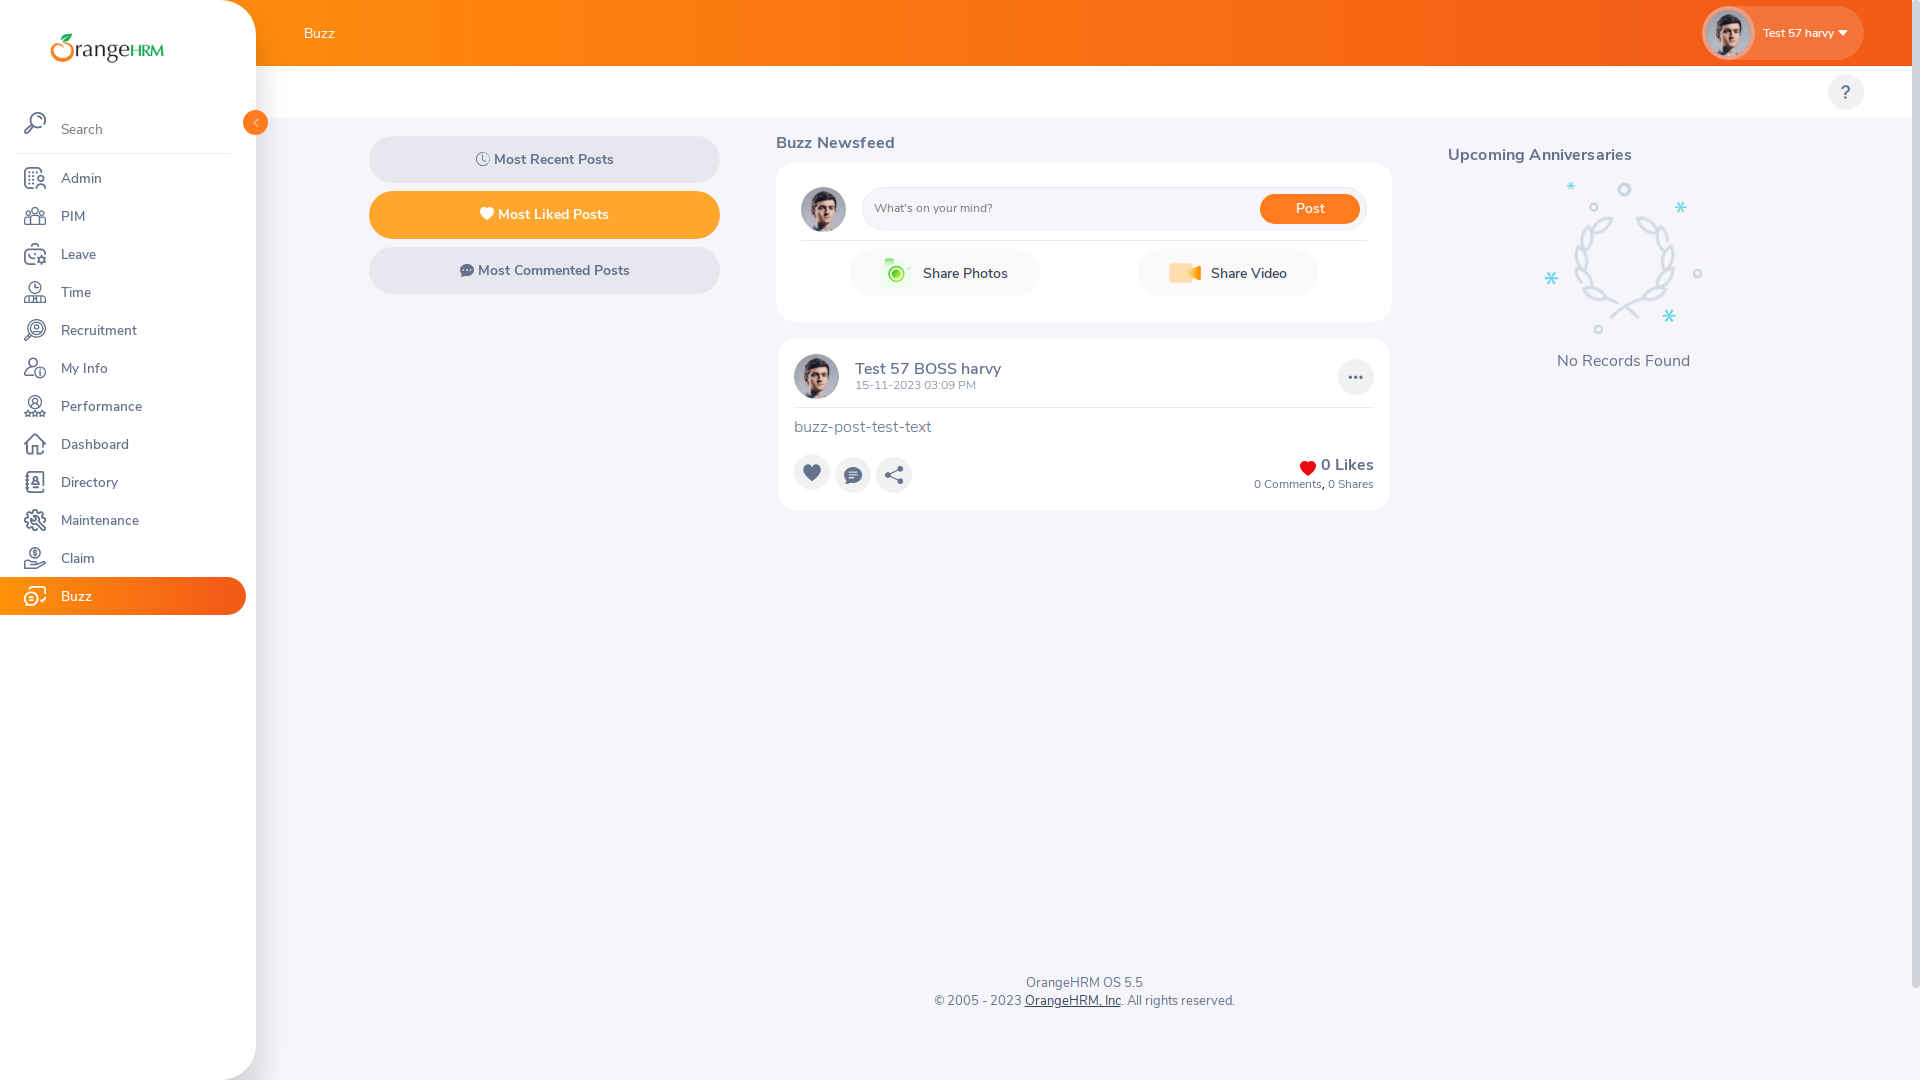 OrangeHRM
Search
Admin
PIM
Leave
Time
Recruitment
My Info
Performance
Dashboard
Directory
Maintenance
Claim
Buzz
Buzz
Test 57 harvy
?
Most Recent Posts
Most Liked Posts
Most Commented Posts
Buzz Newsfeed
What's on your mind?
Post
Share Photos
Share Video
Test 57 BOSS harvy
15-11-2023 03:09 PM
buzz-post-test-text
0 Likes
0 Comments, 0 Shares
Upcoming Anniversaries
No Records Found
OrangeHRM OS 5.5
© 2005 - 2023 OrangeHRM, Inc. All rights reserved.